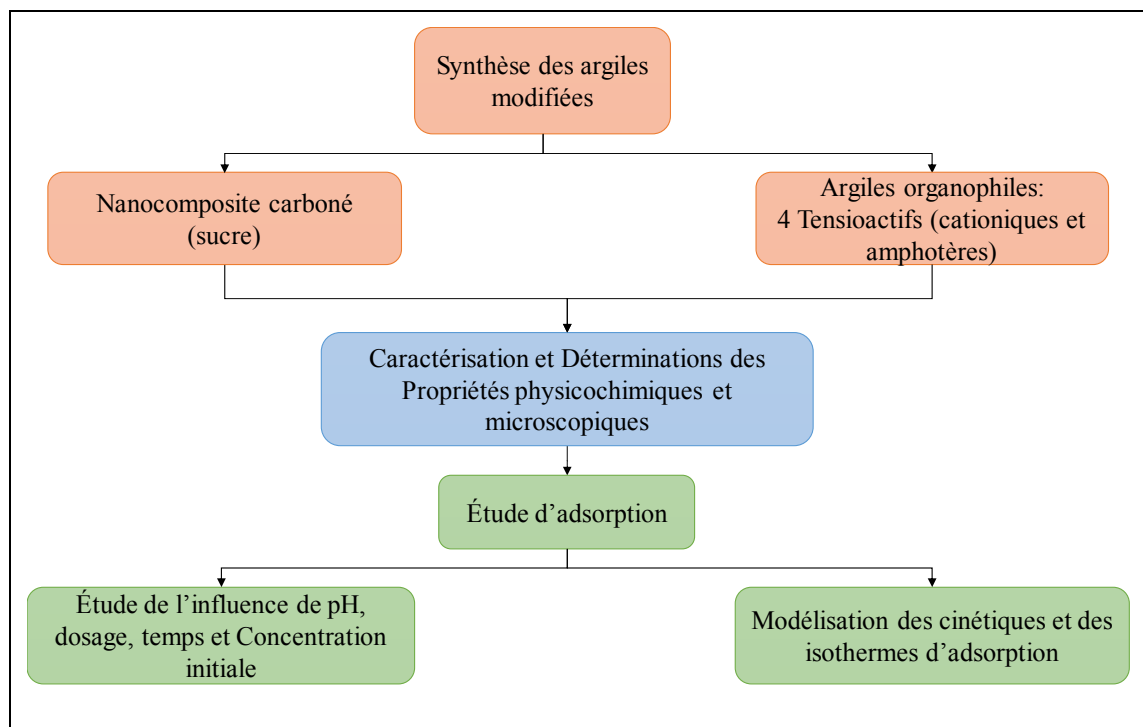 Synthèse des argiles
modifiées
Nanocomposite carboné
(sucre)
Argiles organophiles:
4 Tensioactifs (cationiques et
amphotères)
Caractérisation et Déterminations des
Propriétés physicochimiques et
microscopiques
Étude d’adsorption
Étude de l’influence de pH,
dosage, temps et Concentration
initiale
Modélisation des cinétiques et des
isothermes d’adsorption